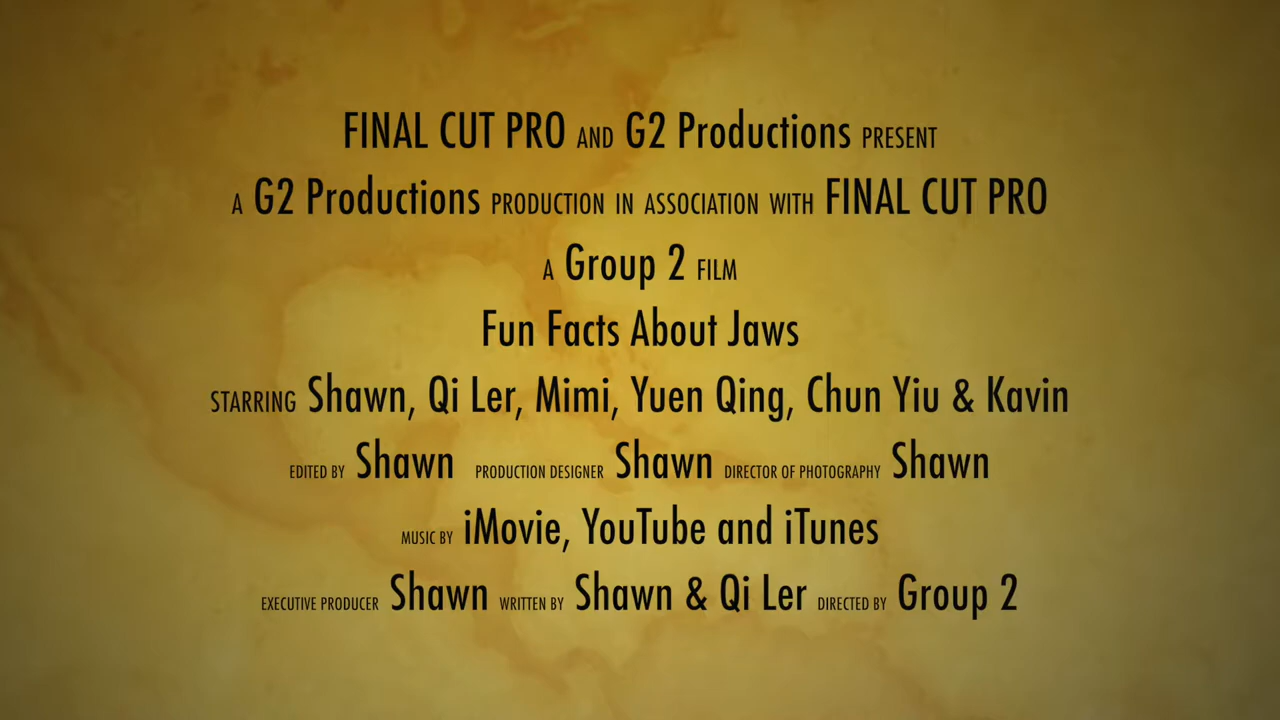 FINAL CUT PRO AND G2 Productions PRESENT
A G2 Productions PRODUCTION IN ASSOCIATION WITH FINAL CUT PRO
A Group 2 FILM
Fun Facts About Jaws
STARRING Shawn, Qi Ler, Mimi, Yuen Qing, Chun Yiu & Kavin
EDITED BY Shawn PRODUCTION DESIGNER Shawn DIRECTOR OF PHOTOGRAPHY Shawn
MUSIC BY iMovie, YouTube and iTunes
EXECUTIVE PRODUCER Shawn WRITTEN BY Shawn & Qi Ler DIRECTED BY Group 2